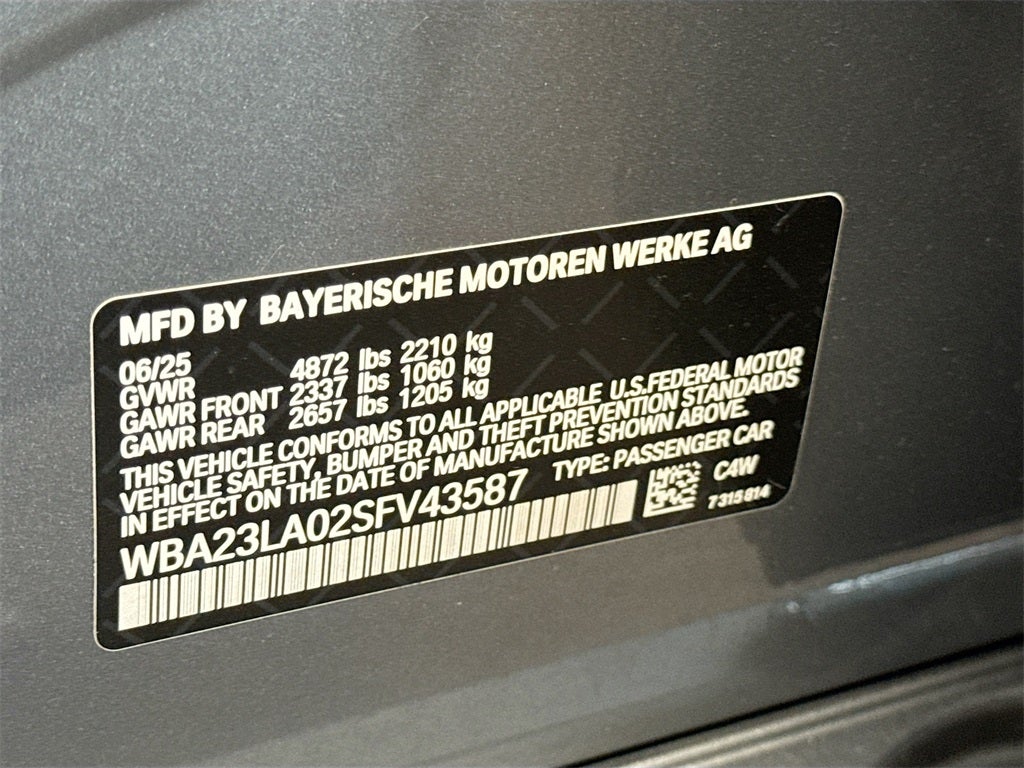 MFD BY BAYERISCHE MOTOREN WERKE AG
06/25
GVWR 4872 lbs 2210 kg
GAWR FRONT 2337 lbs 1060 kg
GAWR REAR 2657 lbs 1205 kg
THIS VEHICLE CONFORMS TO ALL APPLICABLE U.S.FEDERAL MOTOR
VEHICLE SAFETY, BUMPER AND THEFT PREVENTION STANDARDS
IN EFFECT ON THE DATE OF MANUFACTURE SHOWN ABOVE.
WBA23LA02SFV43587 TYPE: PASSENGER CAR
C4W
7315814